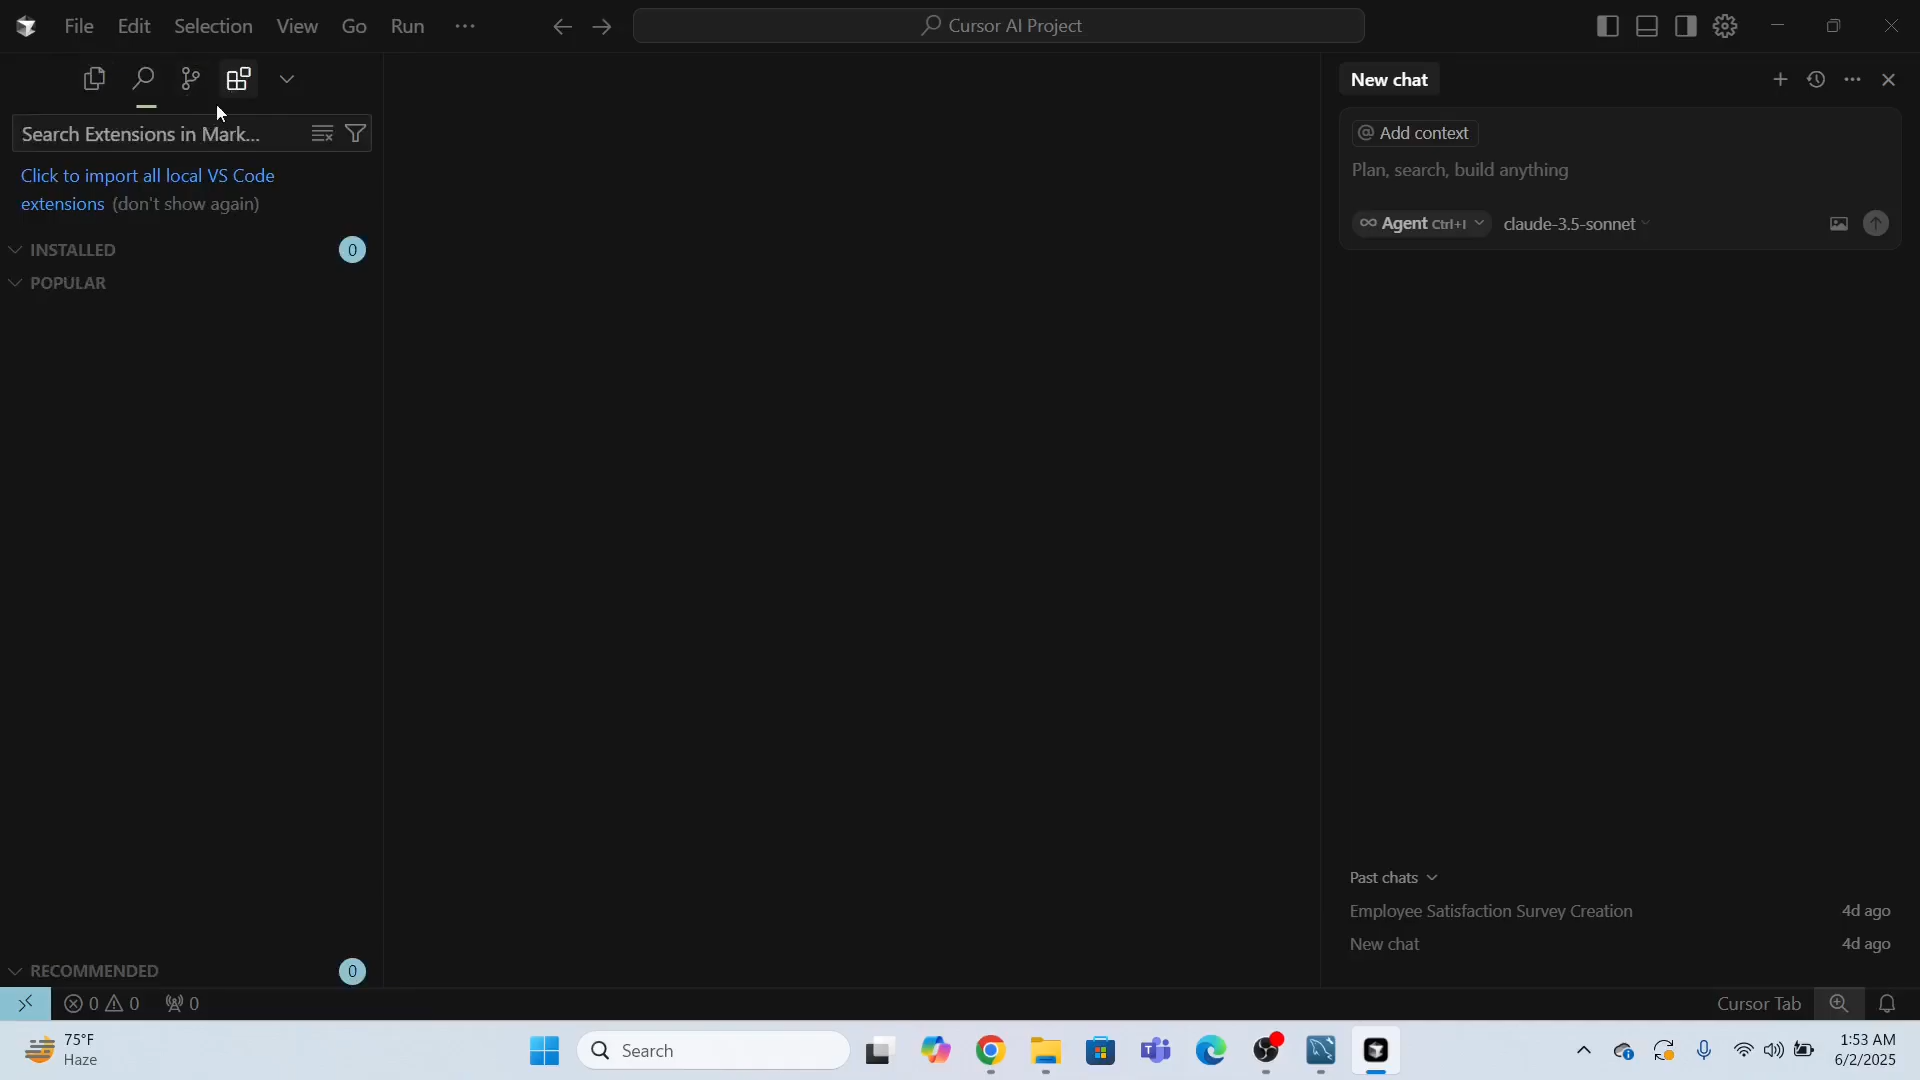 File Edit Selection View Go Run ···
Cursor AI Project
Search Extensions in Mark...
Click to import all local VS Code
extensions (don't show again)
INSTALLED 0
POPULAR
RECOMMENDED 0
New chat
@ Add context
Plan, search, build anything
∞ Agent Ctrl+I claude-3.5-sonnet
Past chats
Employee Satisfaction Survey Creation 4d ago
New chat 4d ago
0 0 0
Cursor Tab
75°F
Haze
Search
1:53 AM
6/2/2025